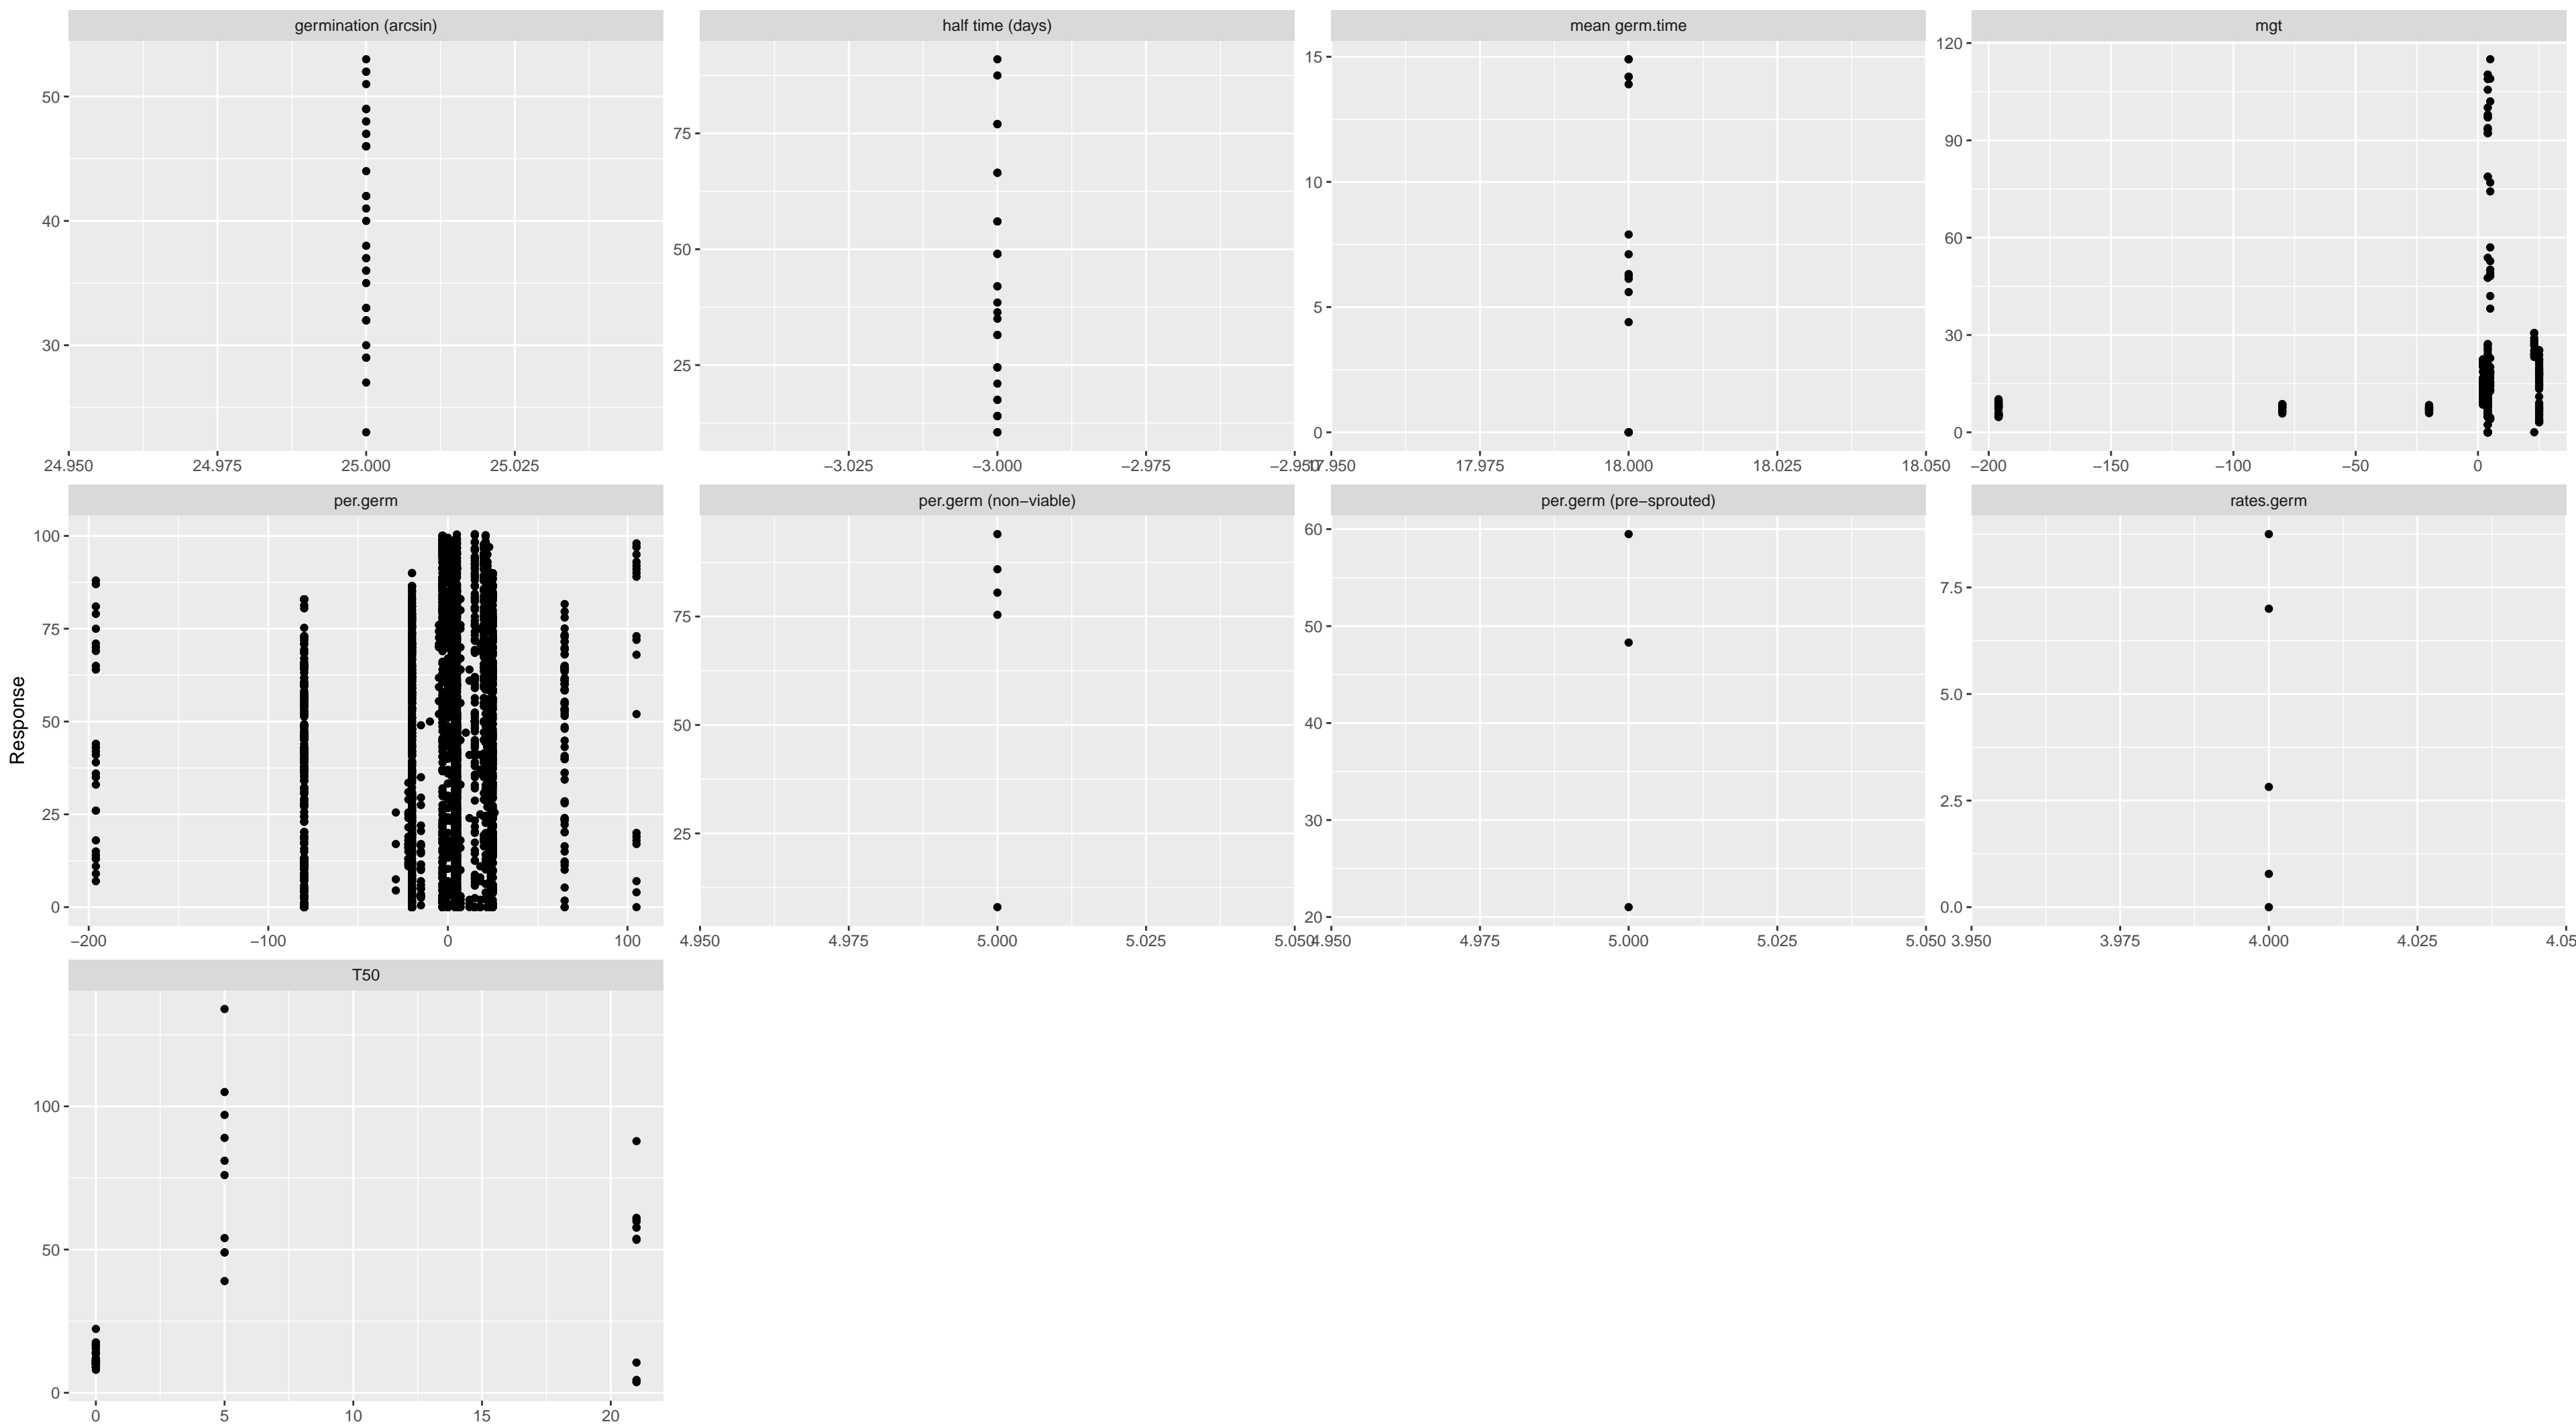 germination (arcsin)
half time (days)
mean germ.time
mgt
50
40
30
75
50
25
15
10
5
0
120
90
60
30
0
24.950 24.975 25.000 25.025
−3.025 −3.000 −2.975 −2.950
17.950 17.975 18.000 18.025 18.050
−200 −150 −100 −50 0
per.germ
per.germ (non−viable)
per.germ (pre−sprouted)
rates.germ
Response
100
75
50
25
0
75
50
25
60
50
40
30
20
7.5
5.0
2.5
0.0
−200 −100 0 100
4.950 4.975 5.000 5.025 5.050
4.950 4.975 5.000 5.025 5.050
3.950 3.975 4.000 4.025 4.05
T50
100
50
0
0 5 10 15 20